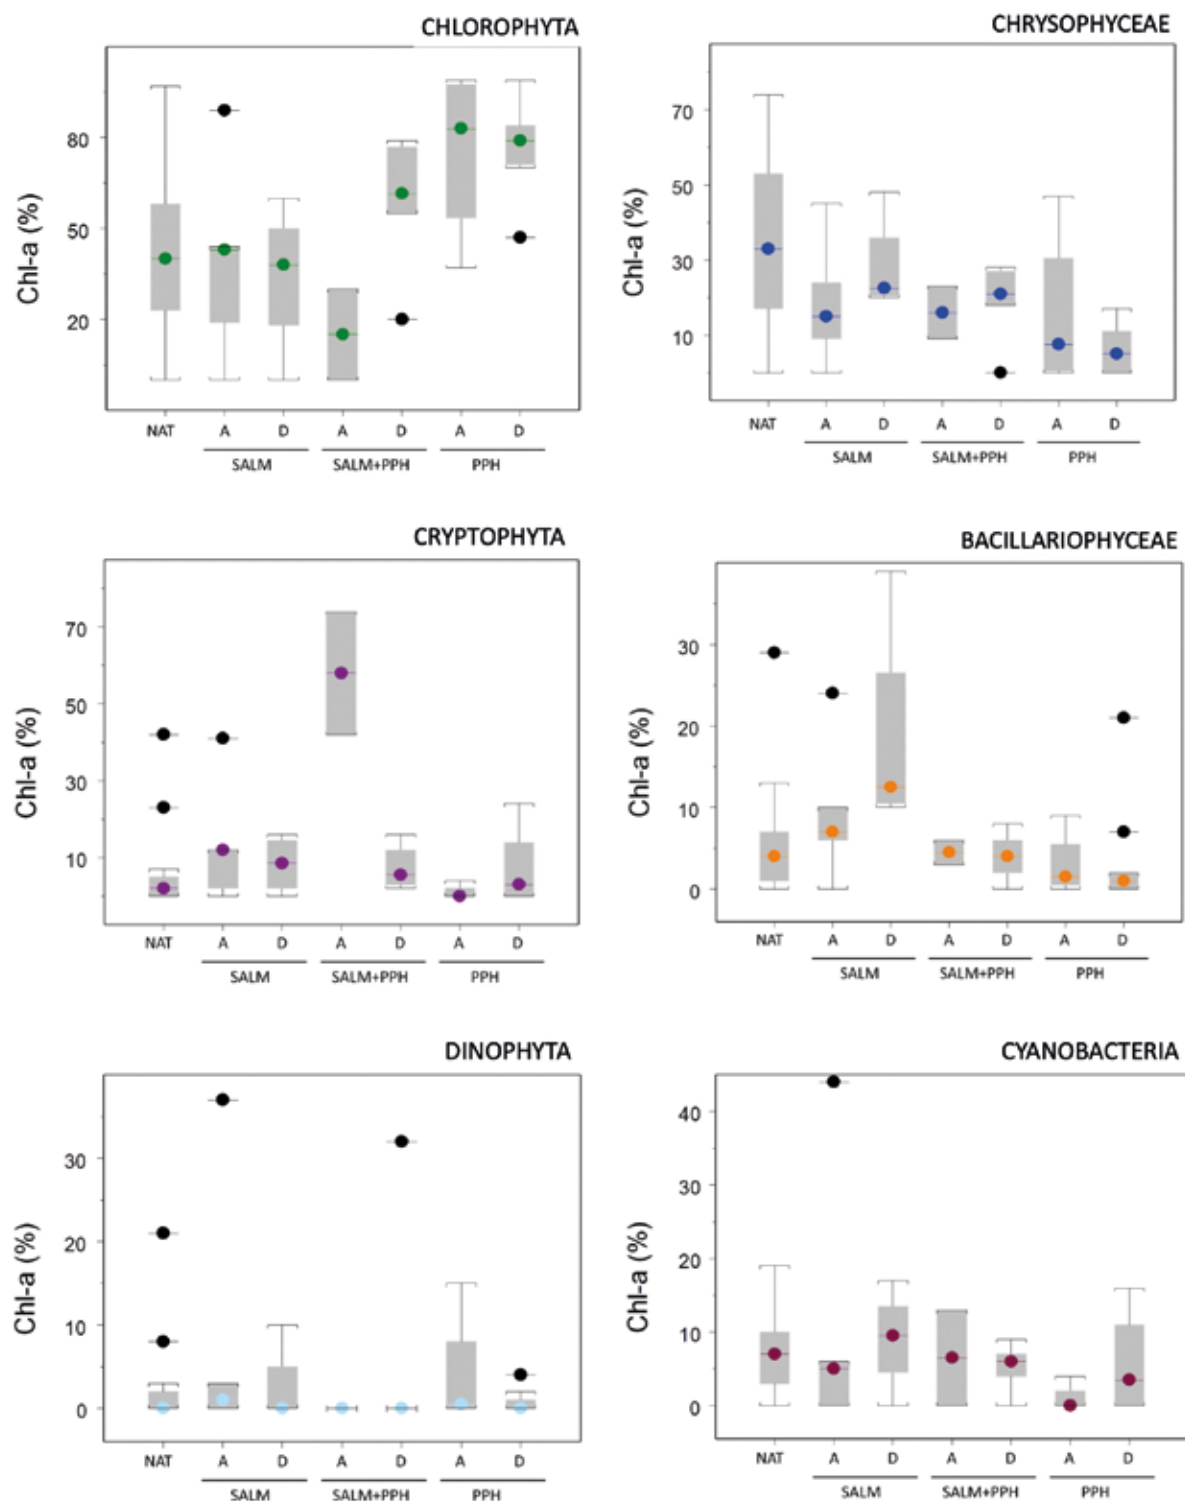 CHLOROPHYTA
Chl-a (%)
80
50
20
NAT A D A D A D
SALM SALM+PPH PPH
CHRYSOPHYCEAE
Chl-a (%)
70
50
30
10
NAT A D A D A D
SALM SALM+PPH PPH
CRYPTOPHYTA
Chl-a (%)
70
50
30
10
NAT A D A D A D
SALM SALM+PPH PPH
BACILLARIOPHYCEAE
Chl-a (%)
30
20
10
0
NAT A D A D A D
SALM SALM+PPH PPH
DINOPHYTA
Chl-a (%)
30
20
10
0
NAT A D A D A D
SALM SALM+PPH PPH
CYANOBACTERIA
Chl-a (%)
40
30
20
10
0
NAT A D A D A D
SALM SALM+PPH PPH